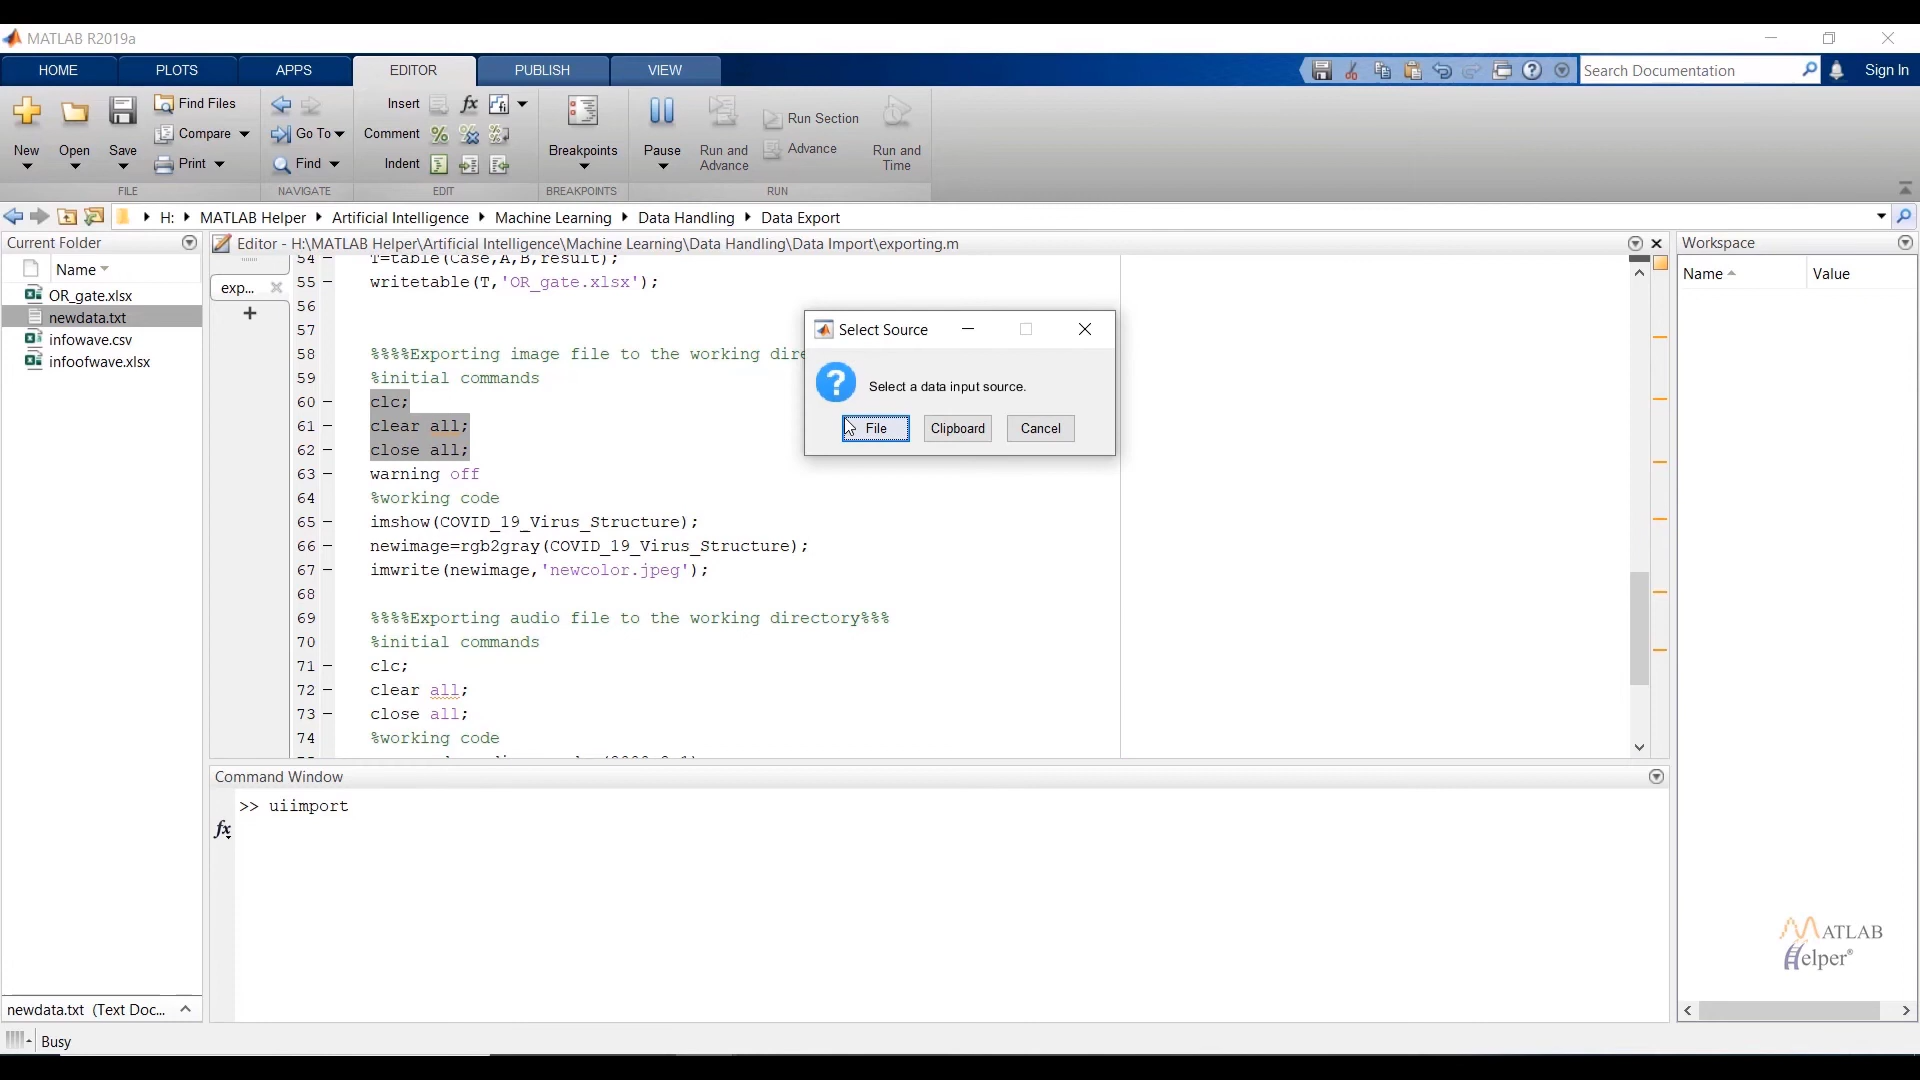 MATLAB R2019a
HOME PLOTS APPS EDITOR PUBLISH VIEW
Search Documentation
Sign In
Find Files
Compare
Print
New Open Save
FILE
Go To
Find
NAVIGATE
Insert
Comment
Indent
EDIT
Breakpoints
BREAKPOINTS
Pause
Run and Advance
Run Section
Advance
Run and Time
RUN
H: MATLAB Helper Artificial Intelligence Machine Learning Data Handling Data Export
Current Folder
Name
OR_gate.xlsx
newdata.txt
infowave.csv
infoofwave.xlsx
newdata.txt (Text Doc...
Editor - H:\MATLAB Helper\Artificial Intelligence\Machine Learning\Data Handling\Data Import\exporting.m
exp...
54 T=table(Case,A,B,result);
55 writetable(T,'OR_gate.xlsx');
56
57
58 %%%%Exporting image file to the working dire
59 %initial commands
60 clc;
61 clear all;
62 close all;
63 warning off
64 %working code
65 imshow(COVID_19_Virus_Structure);
66 newimage=rgb2gray(COVID_19_Virus_Structure);
67 imwrite(newimage,'newcolor.jpeg');
68
69 %%%%Exporting audio file to the working directory%%%
70 %initial commands
71 clc;
72 clear all;
73 close all;
74 %working code
Select Source
Select a data input source.
File Clipboard Cancel
Command Window
>> uiimport
fx
Workspace
Name Value
MATLAB
Helper®
Busy